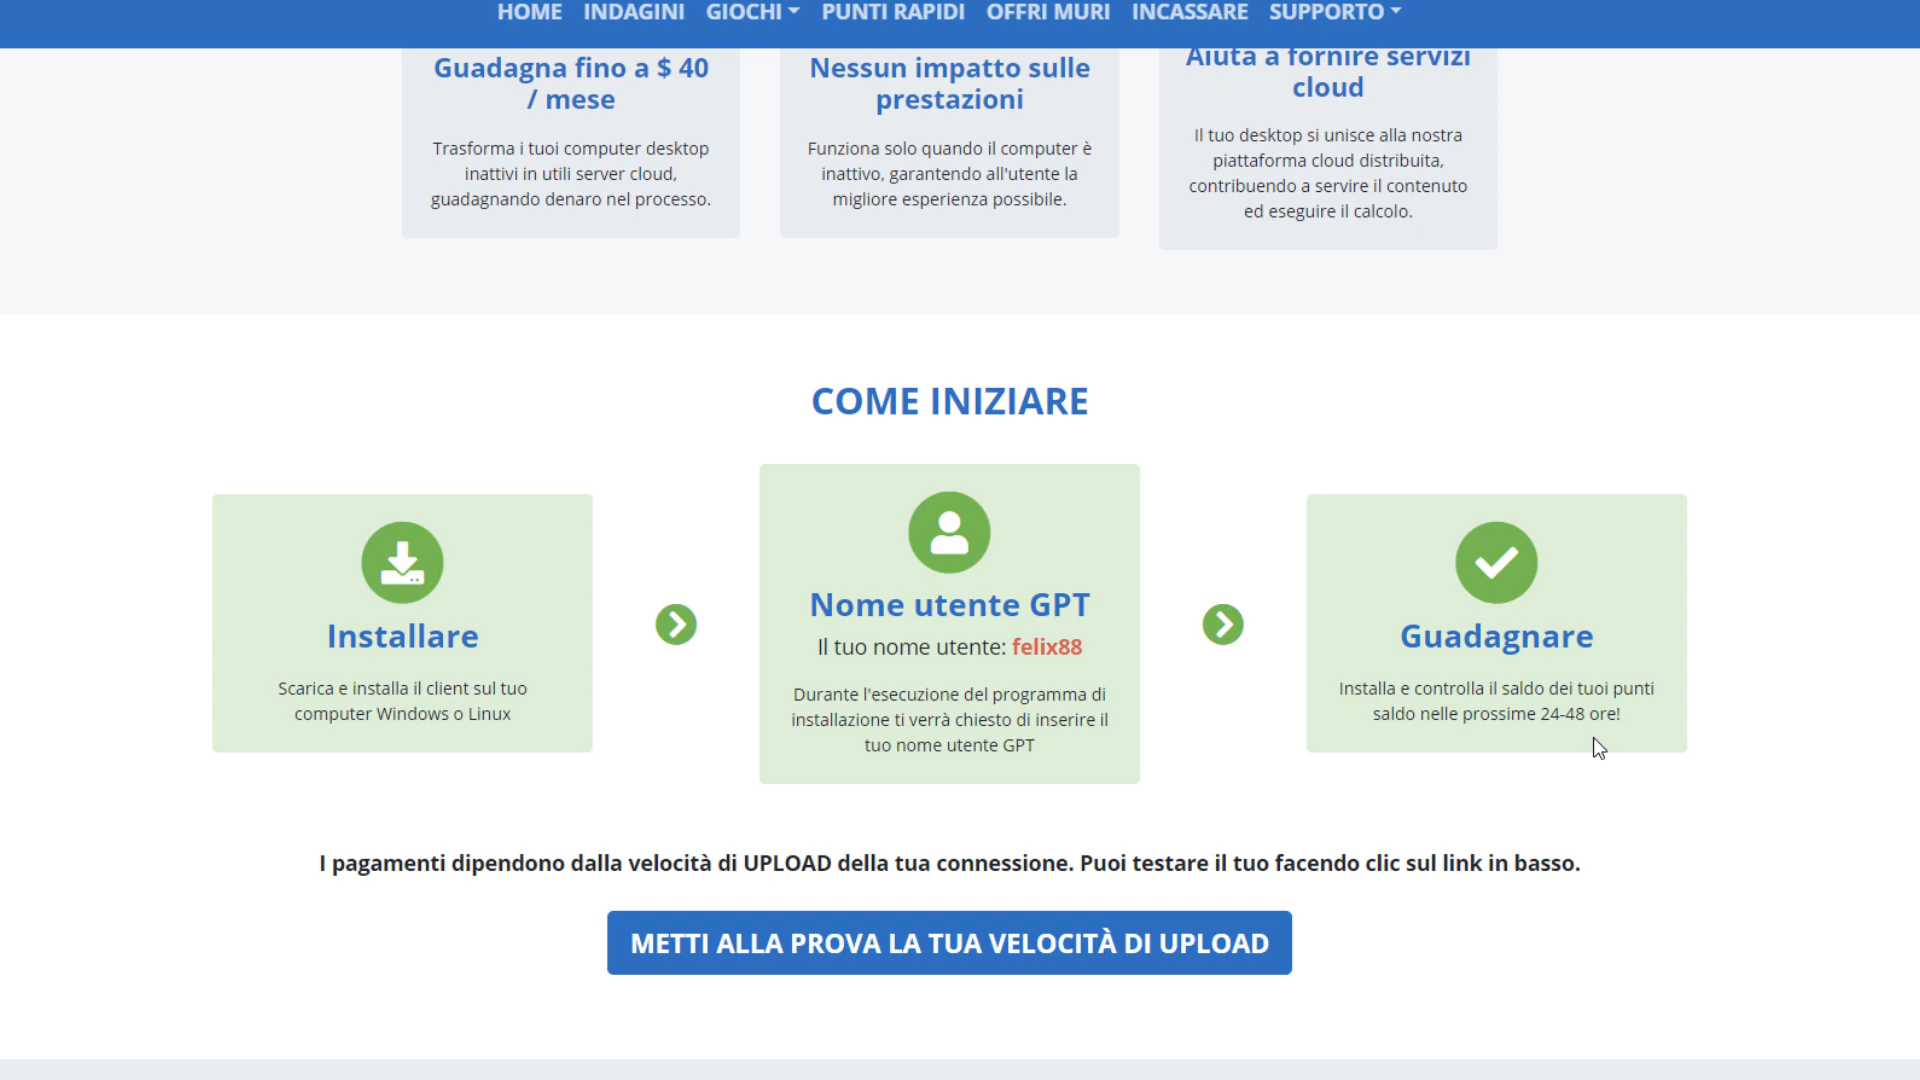 HOME INDAGINI GIOCHI PUNTI RAPIDI OFFRI MURI INCASSARE SUPPORTO
Guadagna fino a $ 40
/ mese
Trasforma i tuoi computer desktop
inattivi in utili server cloud,
guadagnando denaro nel processo.
Nessun impatto sulle
prestazioni
Funziona solo quando il computer è
inattivo, garantendo all'utente la
migliore esperienza possibile.
Aiuta a fornire servizi
cloud
Il tuo desktop si unisce alla nostra
piattaforma cloud distribuita,
contribuendo a servire il contenuto
ed eseguire il calcolo.
COME INIZIARE
Installare
Scarica e installa il client sul tuo
computer Windows o Linux
Nome utente GPT
Il tuo nome utente: felix88
Durante l'esecuzione del programma di
installazione ti verrà chiesto di inserire il
tuo nome utente GPT
Guadagnare
Installa e controlla il saldo dei tuoi punti
saldo nelle prossime 24-48 ore!
I pagamenti dipendono dalla velocità di UPLOAD della tua connessione. Puoi testare il tuo facendo clic sul link in basso.
METTI ALLA PROVA LA TUA VELOCITÀ DI UPLOAD